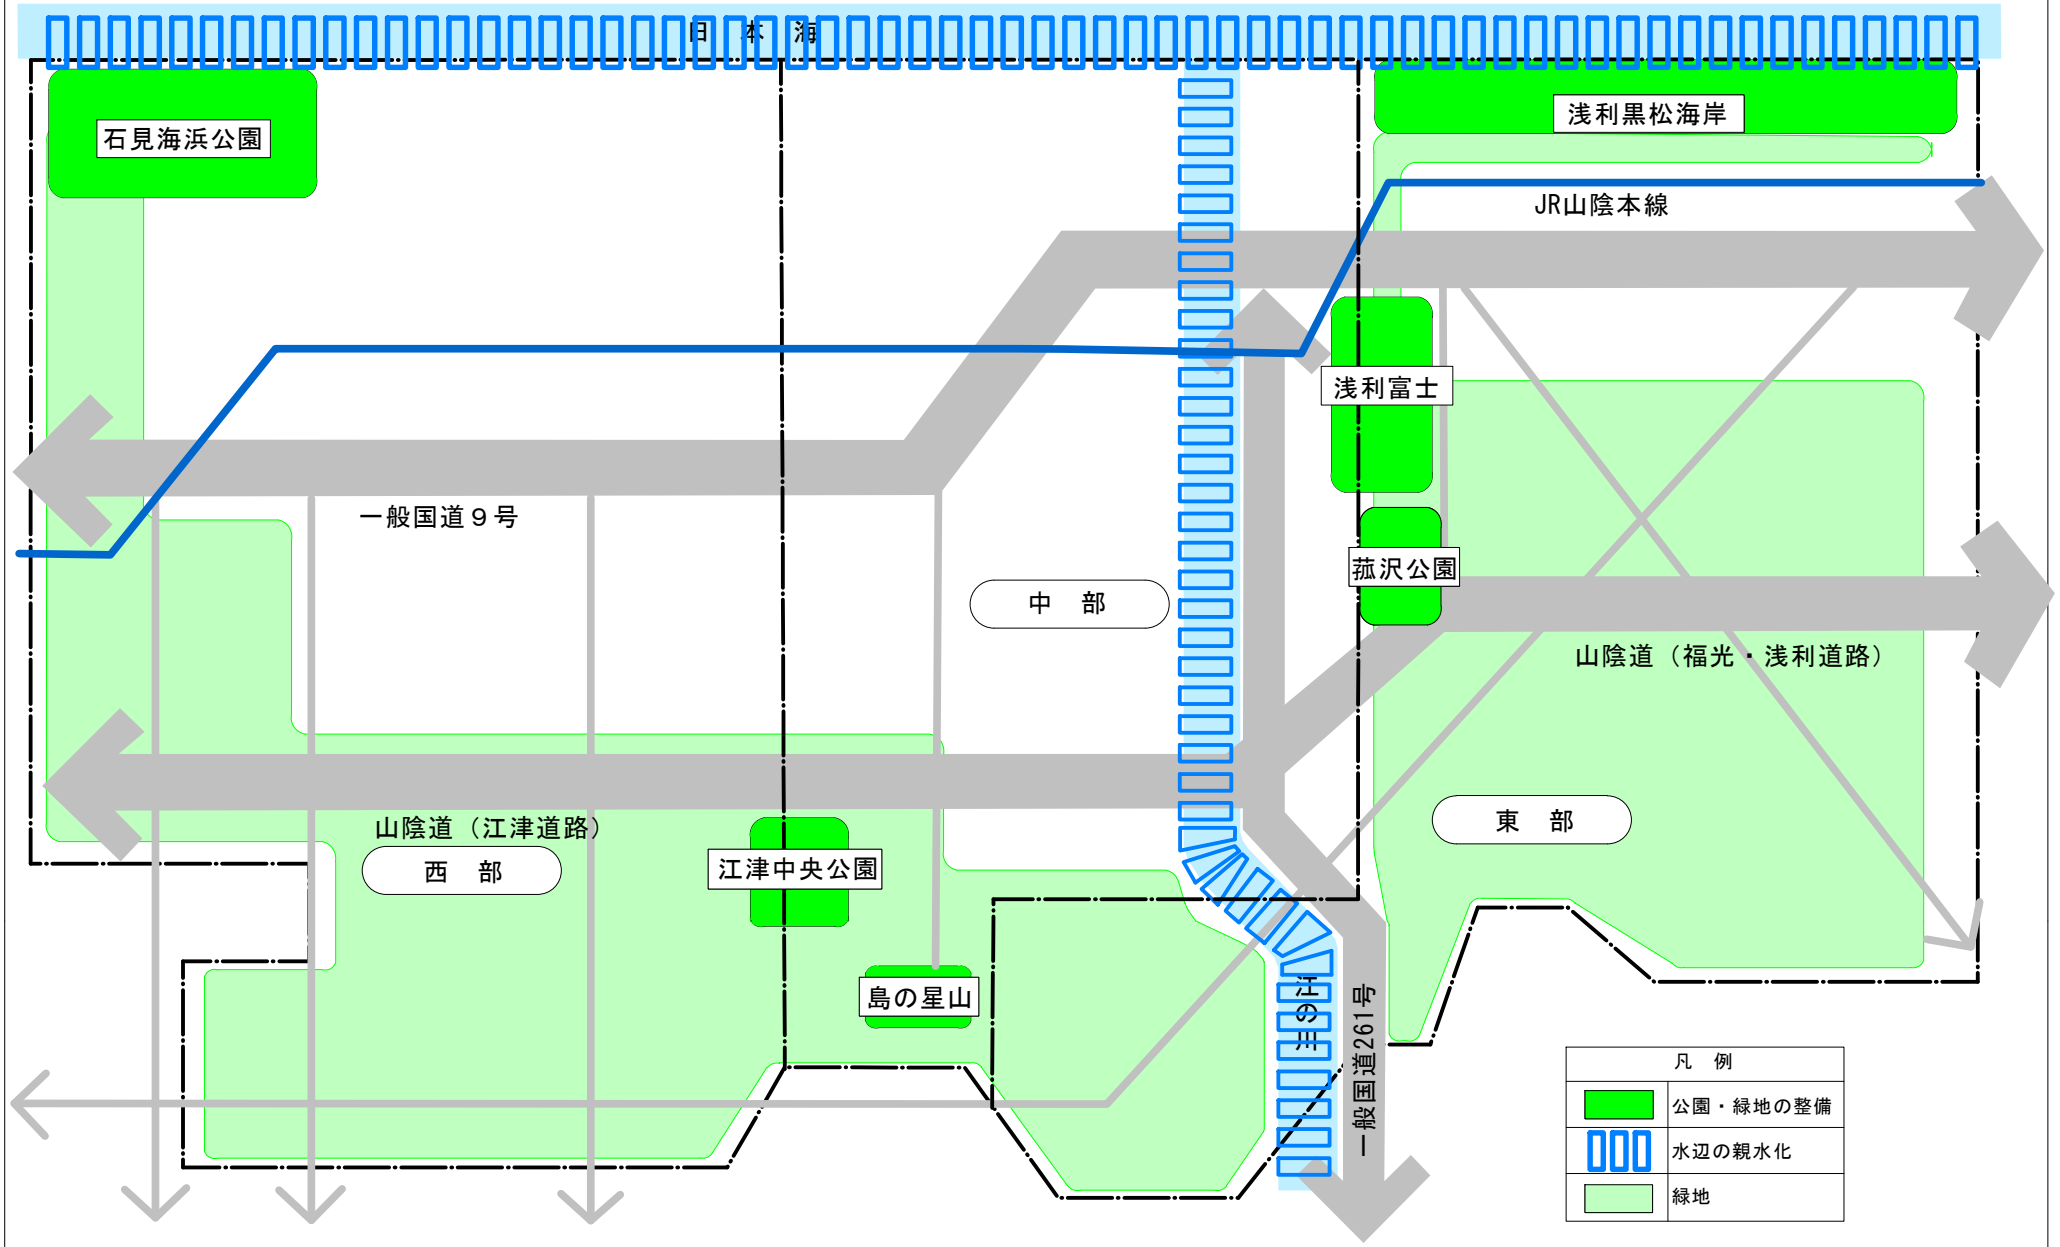 日本海
石見海浜公園
浅利黒松海岸
JR山陰本線
浅利富士
一般国道９号
菰沢公園
中　部
山陰道（福光・浅利道路）
山陰道（江津道路）
東　部
西　部
江津中央公園
島の星山
江の川
一般国道261号
凡　例
公園・緑地の整備
水辺の親水化
緑地